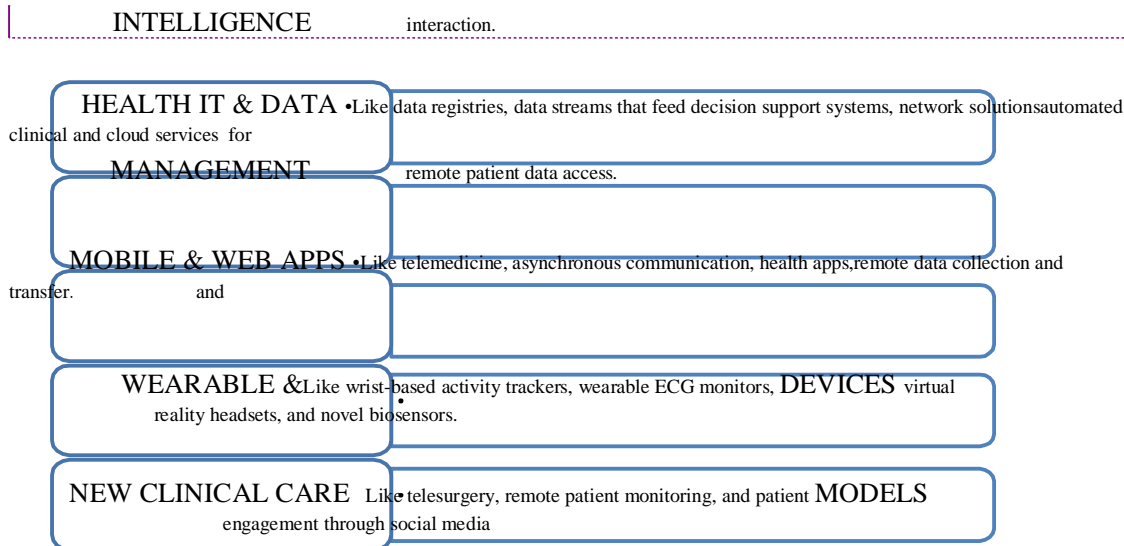 INTELLIGENCE interaction.
HEALTH IT & DATA •Like data registries, data streams that feed decision support systems, network solutionsautomated
clinical and cloud services for
MANAGEMENT remote patient data access.
MOBILE & WEB APPS •Like telemedicine, asynchronous communication, health apps,remote data collection and
transfer. and
WEARABLE &Like wrist-based activity trackers, wearable ECG monitors, DEVICES virtual
•
reality headsets, and novel biosensors.
NEW CLINICAL CARE •Like telesurgery, remote patient monitoring, and patient MODELS
engagement through social media